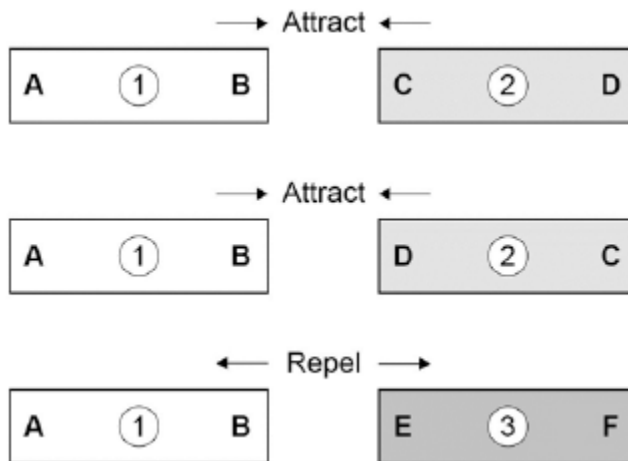 Attract
A 1 B C 2 D
Attract
A 1 B D 2 C
Repel
A 1 B E 3 F